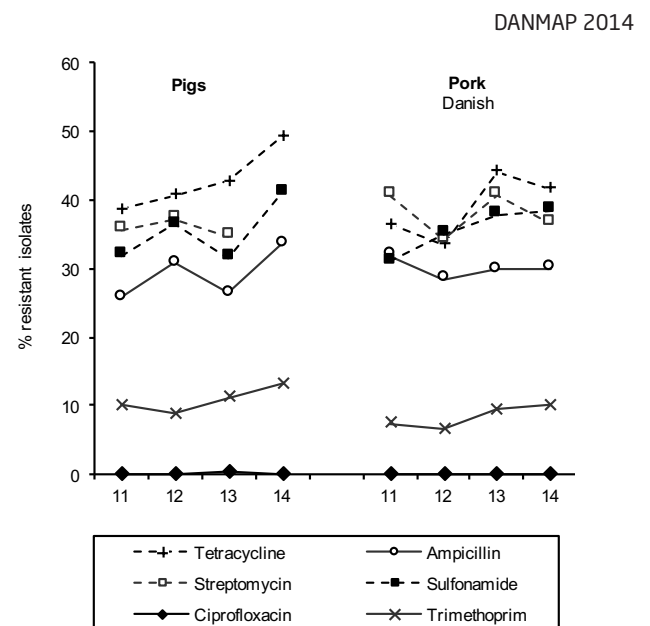 DANMAP 2014
60
50
40
30
20
10
0
% resistant isolates
Pigs
Pork
Danish
11 12 13 14 11 12 13 14
Tetracycline Ampicillin
Streptomycin Sulfonamide
Ciprofloxacin Trimethoprim